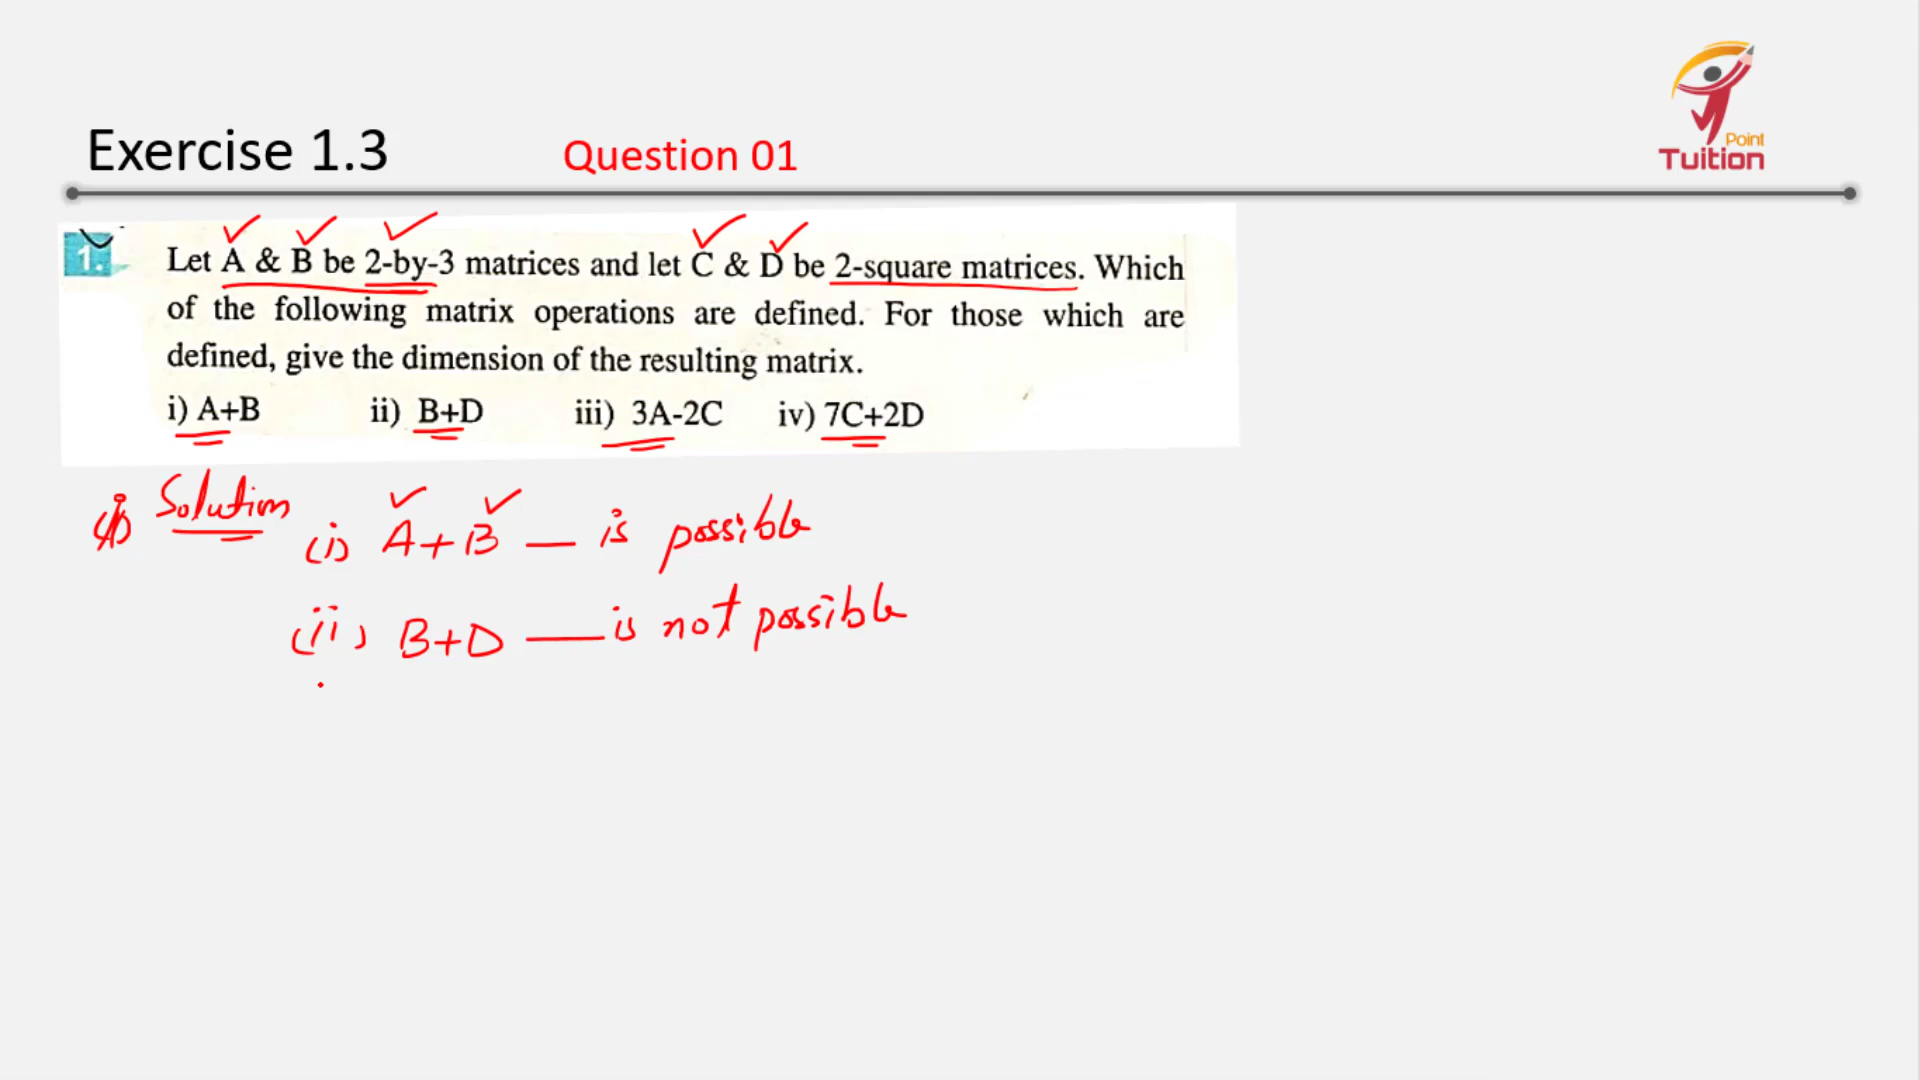 Exercise 1.3 Question 01
Point
Tuition
1. Let A & B be 2-by-3 matrices and let C & D be 2-square matrices. Which
of the following matrix operations are defined. For those which are
defined, give the dimension of the resulting matrix.
i) A+B ii) B+D iii) 3A-2C iv) 7C+2D
Solution
(i) A+B — is possible
(ii) B+D — is not possible